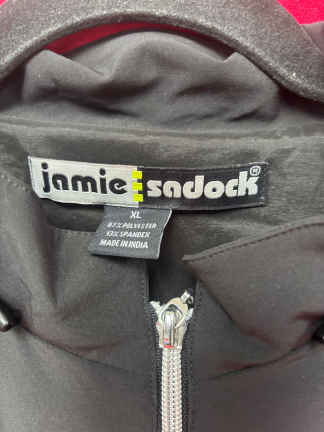 jamie sadock®
XL
87% POLYESTER
13% SPANDEX
MADE IN INDIA